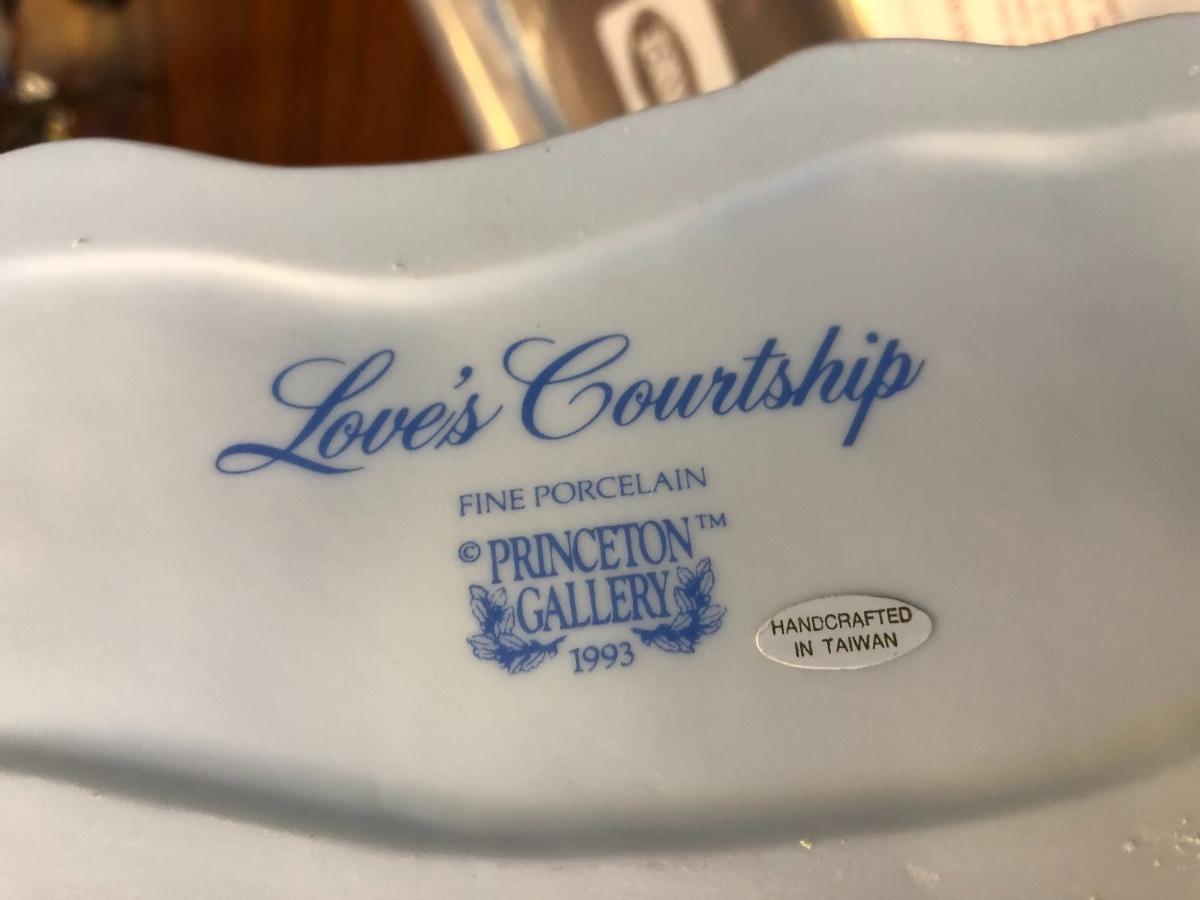 Love's Courtship
FINE PORCELAIN
© PRINCETON™
GALLERY
1993
HANDCRAFTED
IN TAIWAN